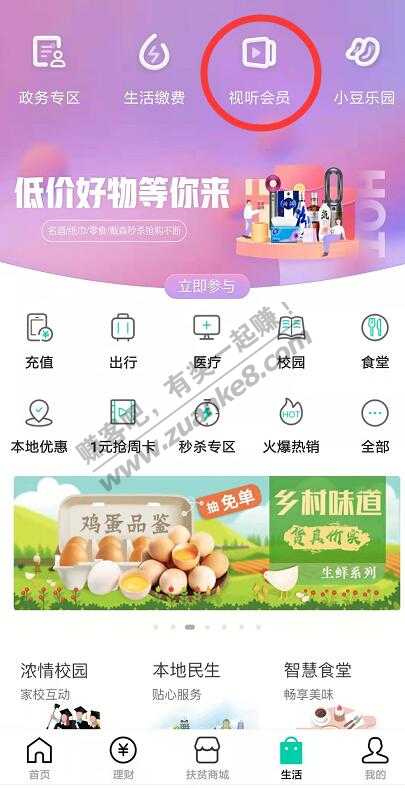 政务专区 生活缴费 视听会员 小豆乐园
低价好物等你来
名酒/纸巾/零食/戴森秒杀抢购不断
HOT
立即参与
充值 出行 医疗 校园 食堂
赚客吧,有奖一起赚!
www.zuanke8.com
HOT
本地优惠 1元抢周卡 秒杀专区 火爆热销 全部
鸡蛋品鉴
抽免单
乡村味道
货真价实
生鲜系列
浓情校园 本地民生 智慧食堂
家校互动 贴心服务 畅享美味
首页 理财 扶贫商城 生活 我的